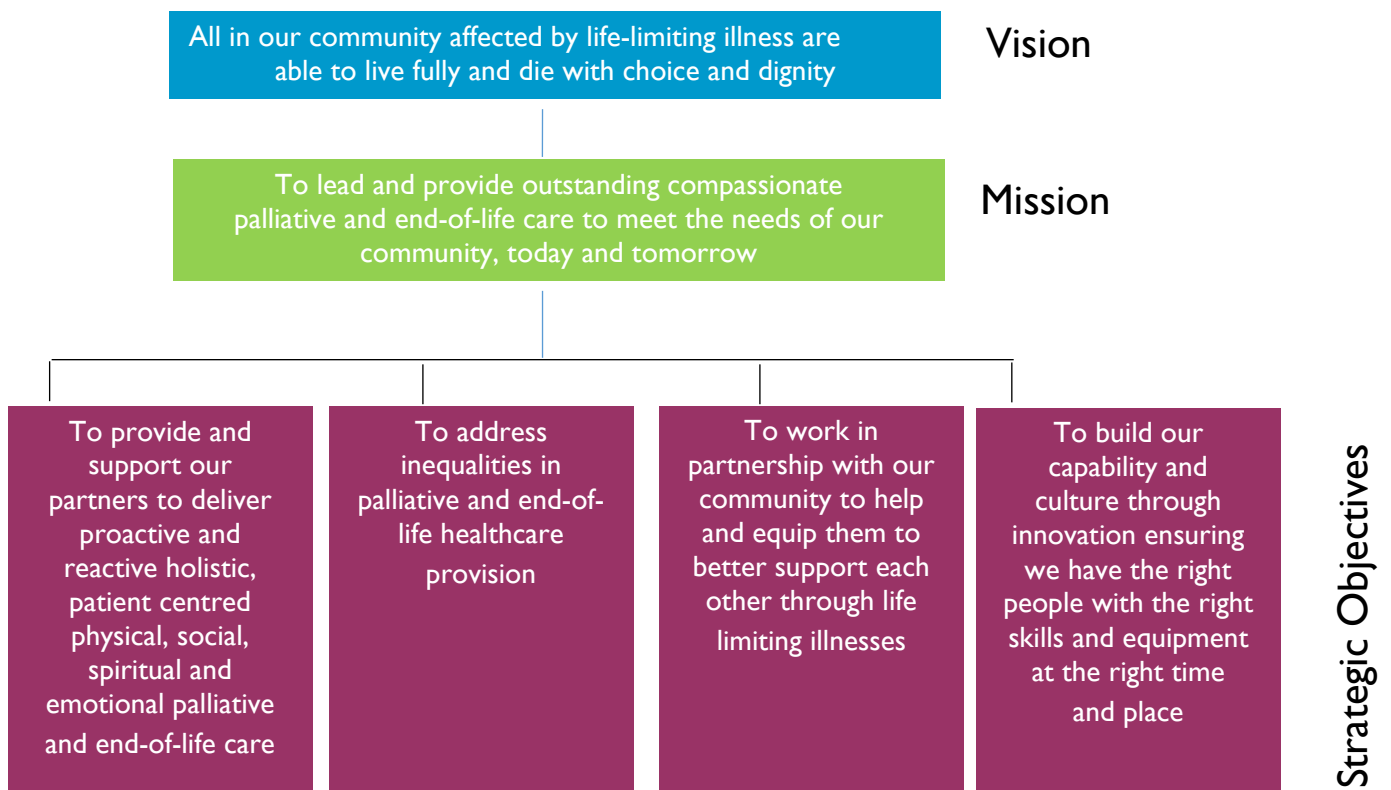 All in our community affected by life-limiting illness are
able to live fully and die with choice and dignity
Vision
To lead and provide outstanding compassionate
palliative and end-of-life care to meet the needs of our
community, today and tomorrow
Mission
To provide and
support our
partners to deliver
proactive and
reactive holistic,
patient centred
physical, social,
spiritual and
emotional palliative
and end-of-life care
To address
inequalities in
palliative and end-of-
life healthcare
provision
To work in
partnership with our
community to help
and equip them to
better support each
other through life
limiting illnesses
To build our
capability and
culture through
innovation ensuring
we have the right
people with the right
skills and equipment
at the right time
and place
Strategic Objectives